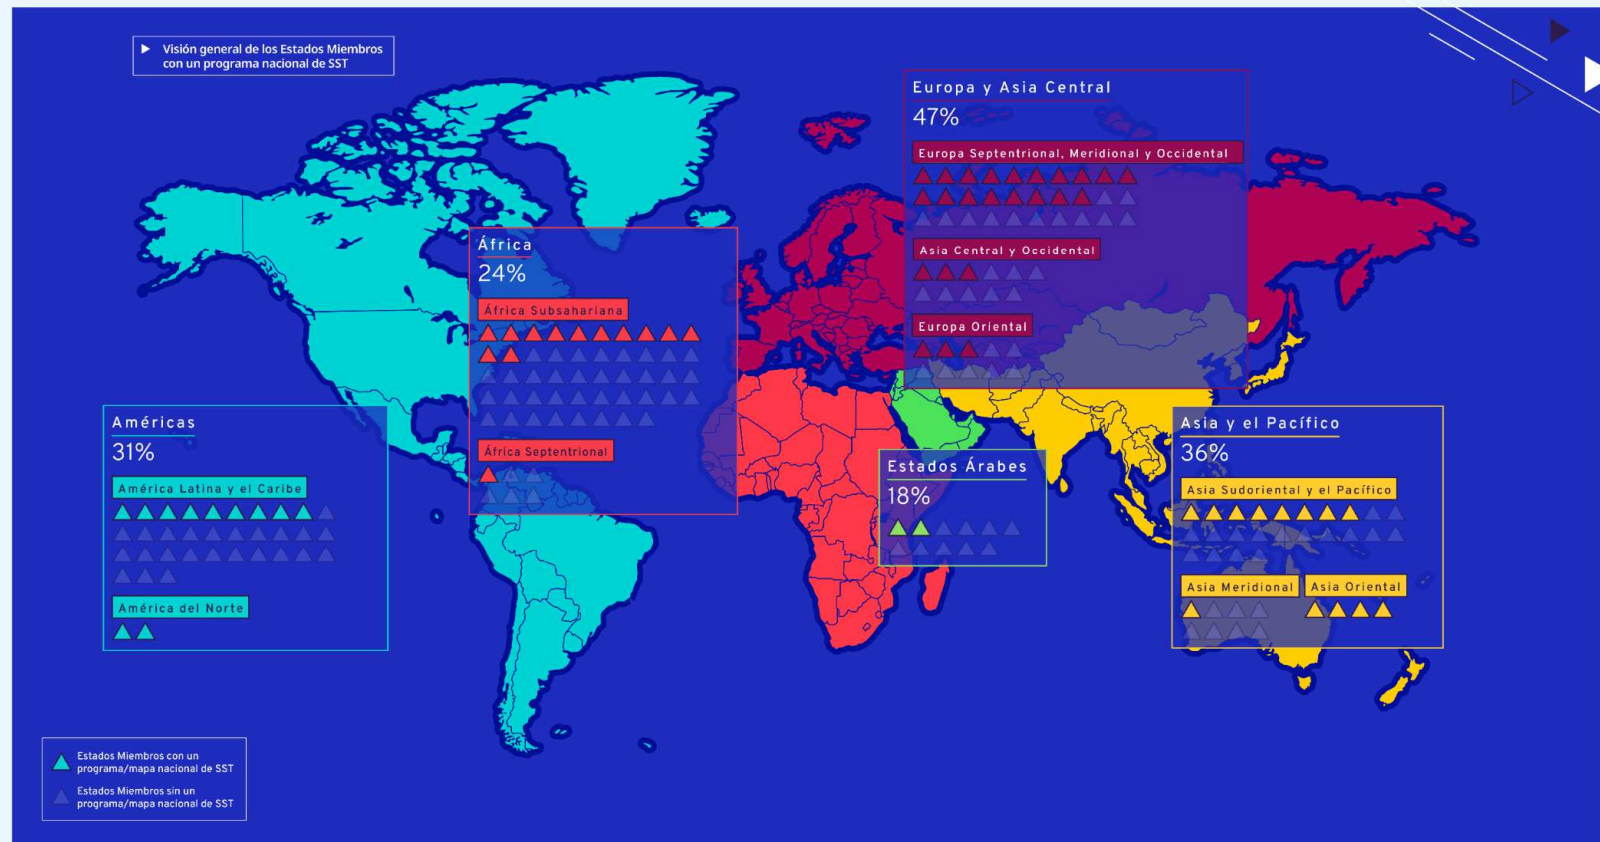 Visión general de los Estados Miembros
con un programa nacional de SST
Europa y Asia Central
47%
Europa Septentrional, Meridional y Occidental
Asia Central y Occidental
Europa Oriental
África
24%
África Subsahariana
África Septentrional
Américas
31%
América Latina y el Caribe
América del Norte
Estados Árabes
18%
Asia y el Pacífico
36%
Asia Sudoriental y el Pacífico
Asia Meridional
Asia Oriental
Estados Miembros con un
programa/mapa nacional de SST
Estados Miembros sin un
programa/mapa nacional de SST